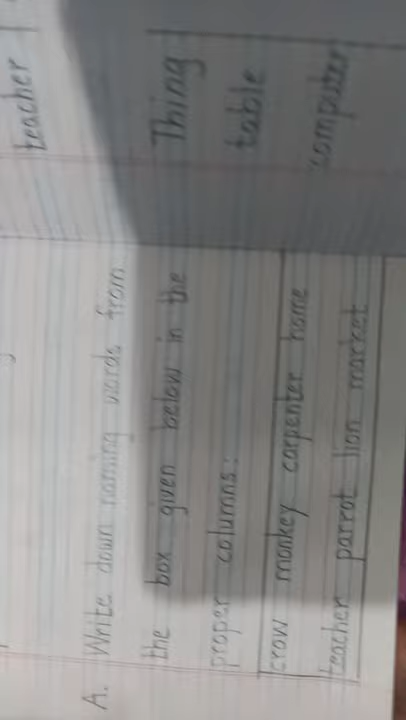 A. Write down naming words from
the box given below in the
proper columns:
crow monkey carpenter home
teacher parrot lion market
teacher
Thing
table
computer